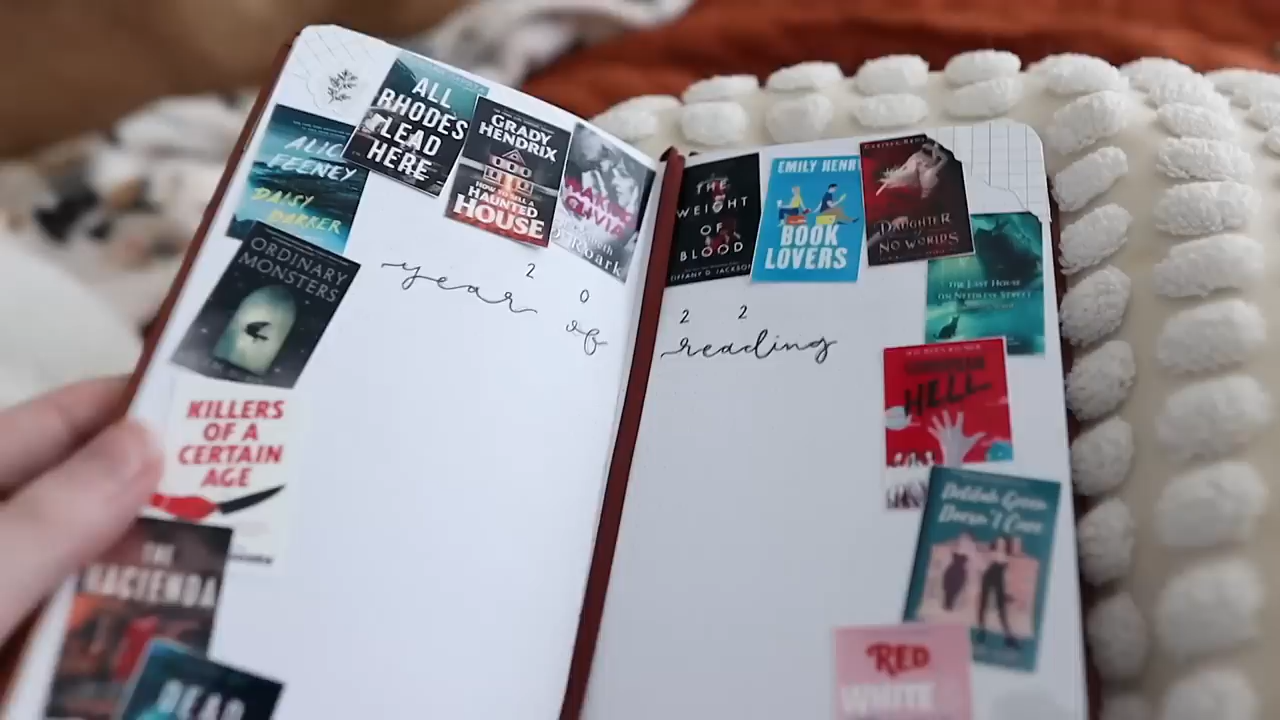 ALL
RHODES
LEAD
HERE
GRADY
HENDRIX
HOW TO SELL A
HAUNTED
HOUSE
ALICE
FEENEY
DAISY
DARKER
ORDINARY
MONSTERS
KILLERS
OF A
CERTAIN
AGE
THE
HACIENDA
DEAD
THE
WEIGHT
OF
BLOOD
TIFFANY D. JACKSON
EMILY HENRY
BOOK
LOVERS
DAUGHTER
NO WORLDS
THE LAST HOUSE
ON NEEDLESS STREET
HELL
Delilah Green
Doesn't Care
RED
WHITE
2 0 2 2
year of reading